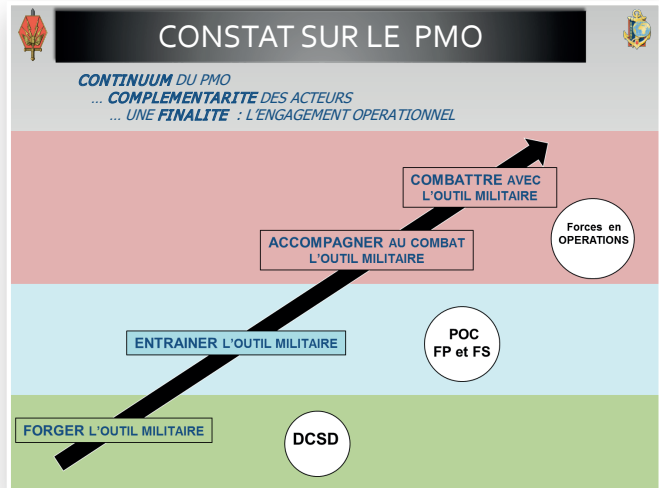 CONSTAT SUR LE PMO
CONTINUUM DU PMO
... COMPLEMENTARITE DES ACTEURS
... UNE FINALITE : L'ENGAGEMENT OPERATIONNEL
COMBATTRE AVEC
L'OUTIL MILITAIRE
Forces en
OPERATIONS
ACCOMPAGNER AU COMBAT
L'OUTIL MILITAIRE
ENTRAINER L'OUTIL MILITAIRE
POC
FP et FS
FORGER L'OUTIL MILITAIRE
DCSD